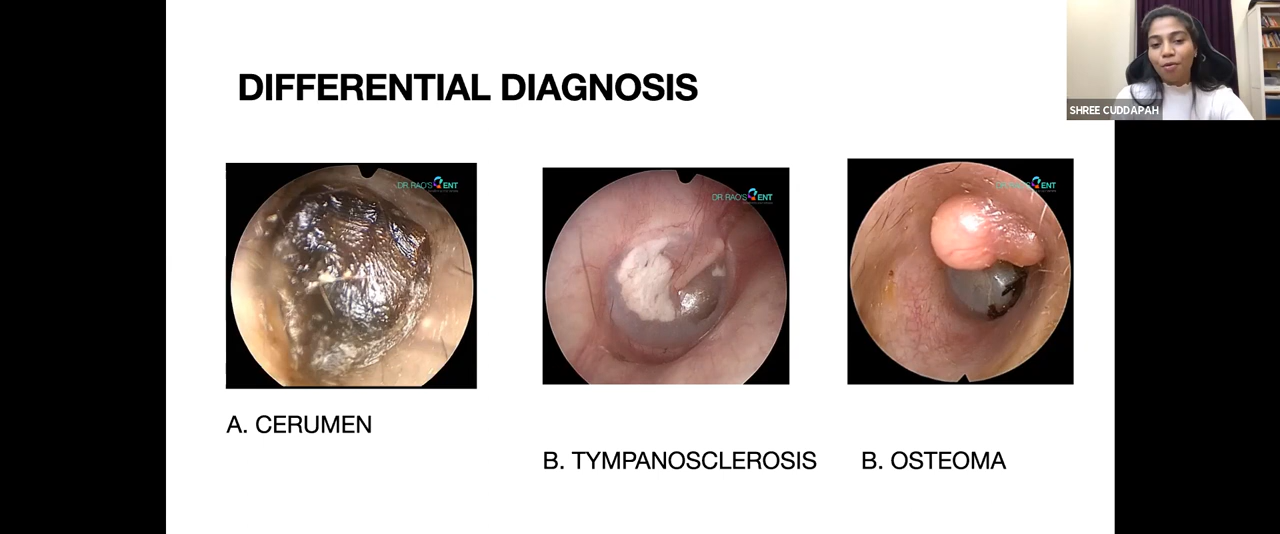 DIFFERENTIAL DIAGNOSIS
SHREE CUDDAPAH
DR RAO'S ENT
DR RAO'S ENT
DR RAO'S ENT
A. CERUMEN
B. TYMPANOSCLEROSIS
B. OSTEOMA